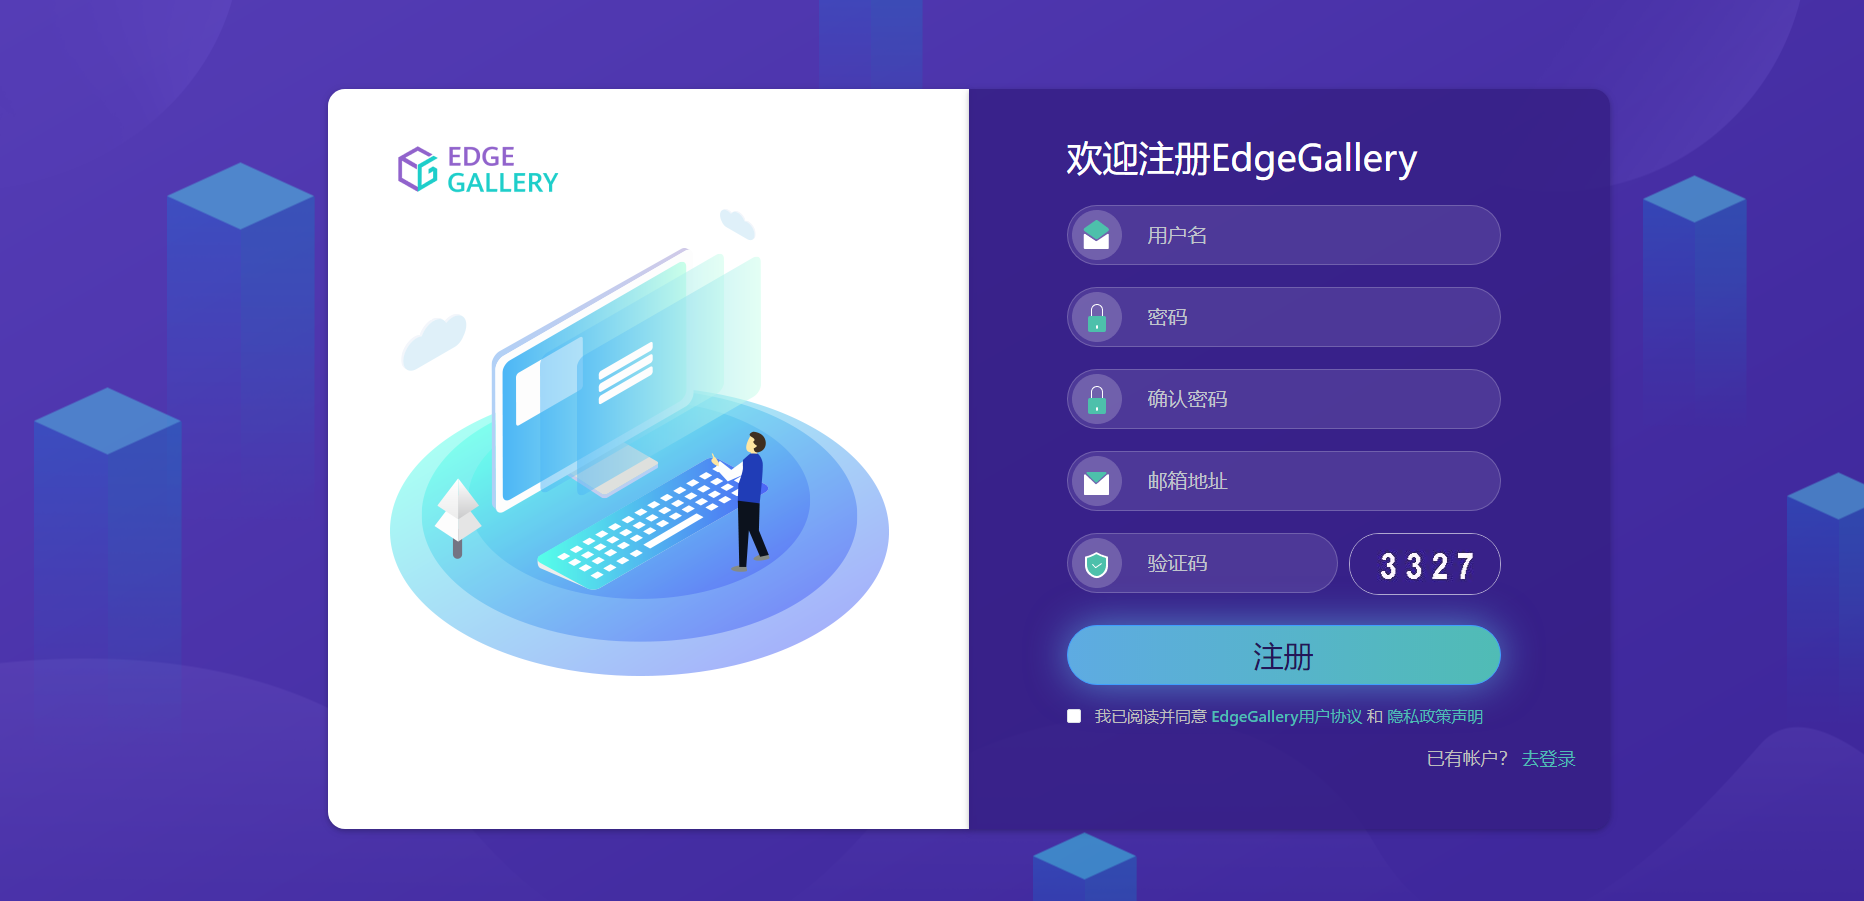 EDGE
GALLERY
欢迎注册EdgeGallery
用户名
密码
确认密码
邮箱地址
验证码
3327
注册
我已阅读并同意 EdgeGallery用户协议 和 隐私政策声明
已有帐户？ 去登录